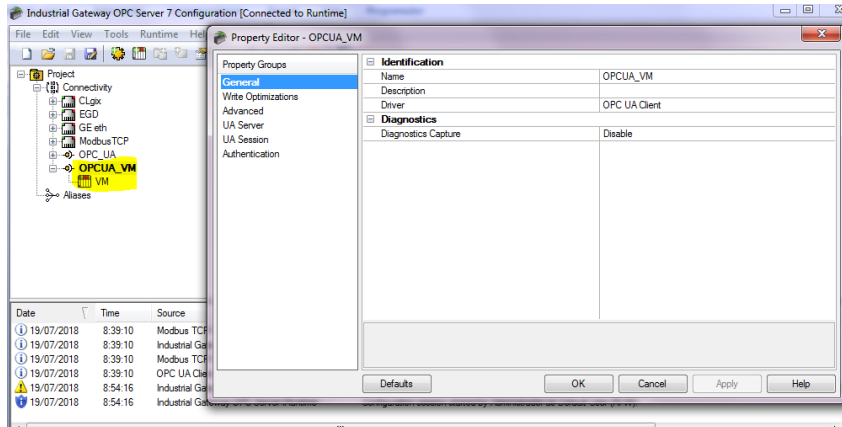 Industrial Gateway OPC Server 7 Configuration [Connected to Runtime]
File Edit View Tools Runtime Help
Project
Connectivity
CLgix
EGD
GE eth
ModbusTCP
OPC_UA
OPCUA_VM
VM
Aliases
Property Editor - OPCUA_VM
Property Groups
General
Write Optimizations
Advanced
UA Server
UA Session
Authentication
Identification
Name OPCUA_VM
Description
Driver OPC UA Client
Diagnostics
Diagnostics Capture Disable
Defaults OK Cancel Apply Help
Date Time Source
19/07/2018 8:39:10 Modbus TCP
19/07/2018 8:39:10 Industrial Ga
19/07/2018 8:39:10 Modbus TCP
19/07/2018 8:39:10 OPC UA Clie
19/07/2018 8:54:16 Industrial Ga
19/07/2018 8:54:16 Industrial Gateway OPC Server\Runtime